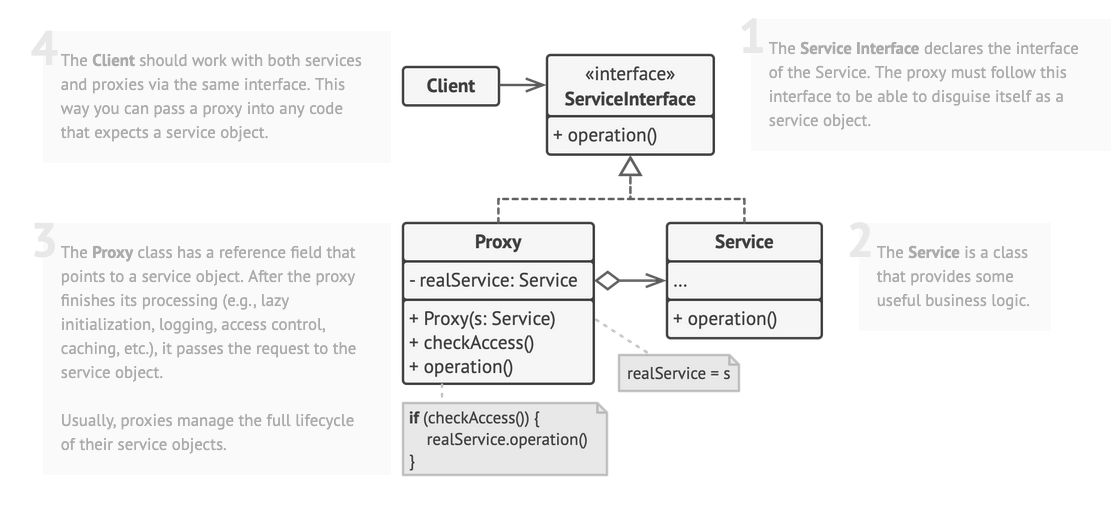 4
The Client should work with both services
and proxies via the same interface. This
way you can pass a proxy into any code
that expects a service object.
Client
«interface»
ServiceInterface
+ operation()
1
The Service Interface declares the interface
of the Service. The proxy must follow this
interface to be able to disguise itself as a
service object.
3
The Proxy class has a reference field that
points to a service object. After the proxy
finishes its processing (e.g., lazy
initialization, logging, access control,
caching, etc.), it passes the request to the
service object.
Usually, proxies manage the full lifecycle
of their service objects.
Proxy
- realService: Service
+ Proxy(s: Service)
+ checkAccess()
+ operation()
Service
...
+ operation()
2
The Service is a class
that provides some
useful business logic.
realService = s
if (checkAccess()) {
realService.operation()
}